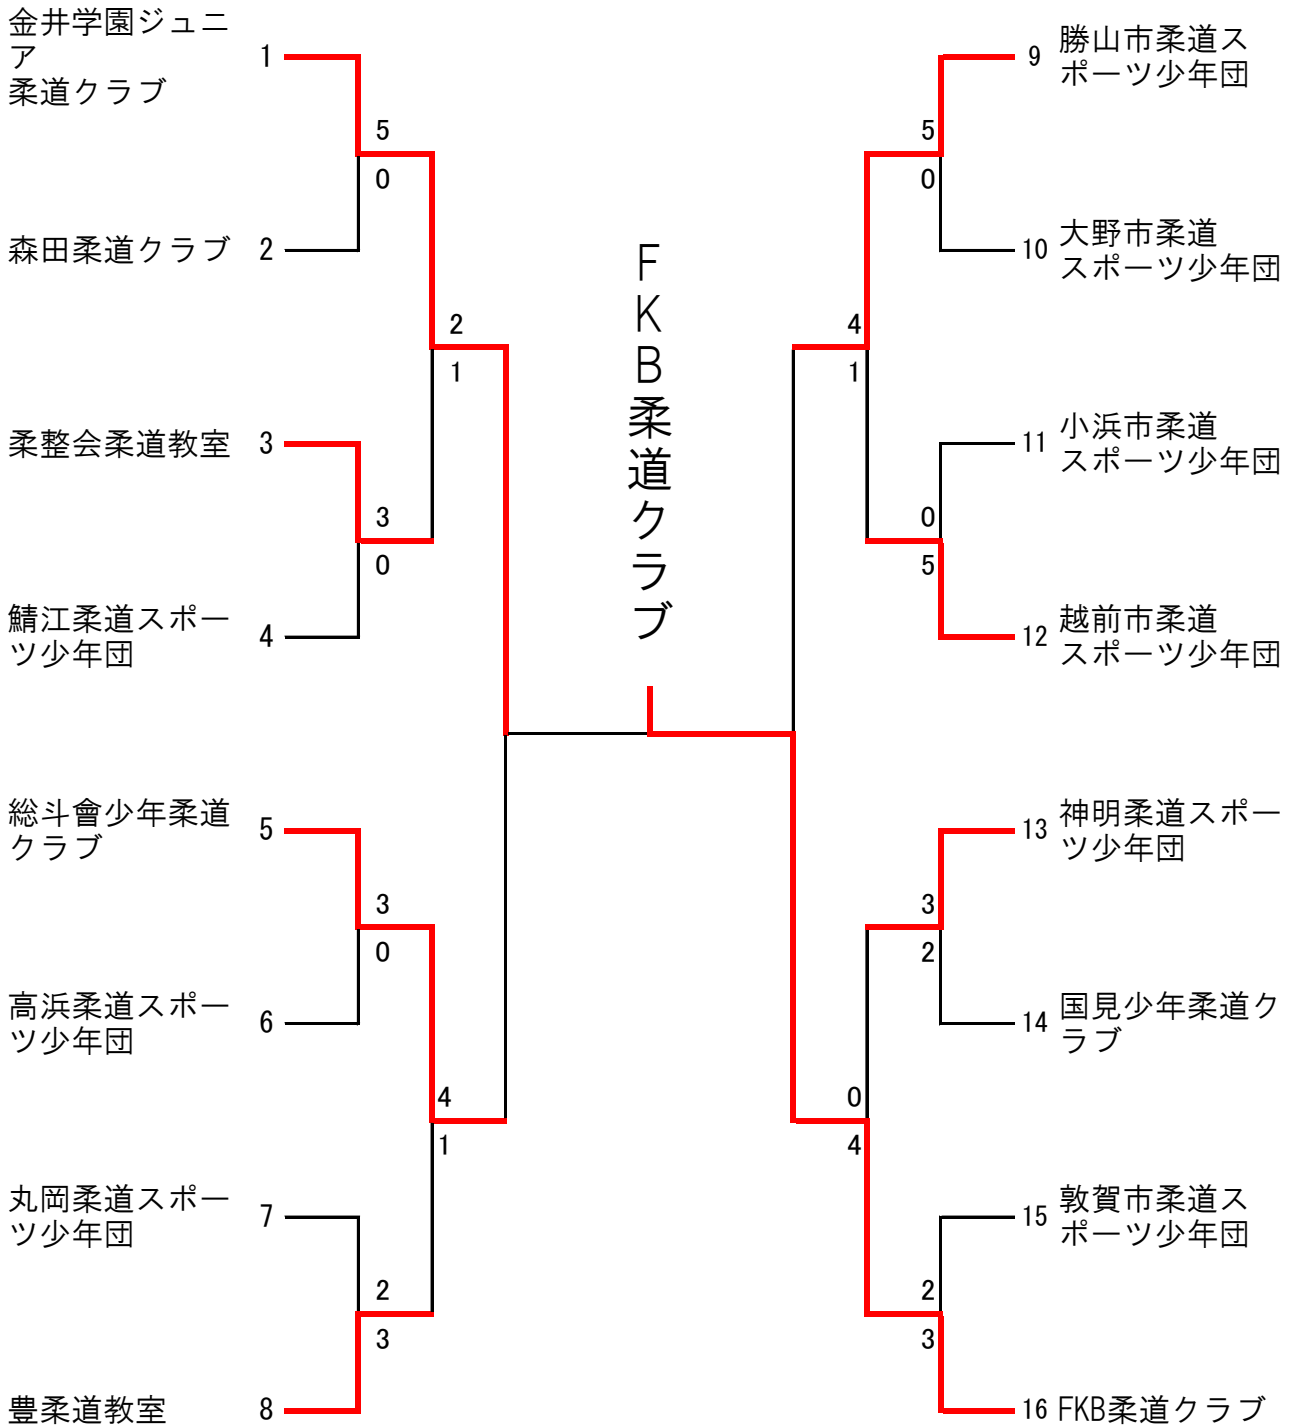 金井学園ジュニ
ア
柔道クラブ
1
5
0
森田柔道クラブ 2
2
1
柔整会柔道教室 3
3
0
鯖江柔道スポー
ツ少年団
4
総斗會少年柔道
クラブ
5
3
0
高浜柔道スポー
ツ少年団
6
4
1
丸岡柔道スポー
ツ少年団
7
2
3
豊柔道教室 8
FKB柔道クラブ
9
勝山市柔道ス
ポーツ少年団
5
0
10
大野市柔道
スポーツ少年団
4
1
11
小浜市柔道
スポーツ少年団
0
5
12
越前市柔道
スポーツ少年団
13
神明柔道スポー
ツ少年団
3
2
14
国見少年柔道ク
ラブ
0
4
15
敦賀市柔道ス
ポーツ少年団
2
3
16 FKB柔道クラブ